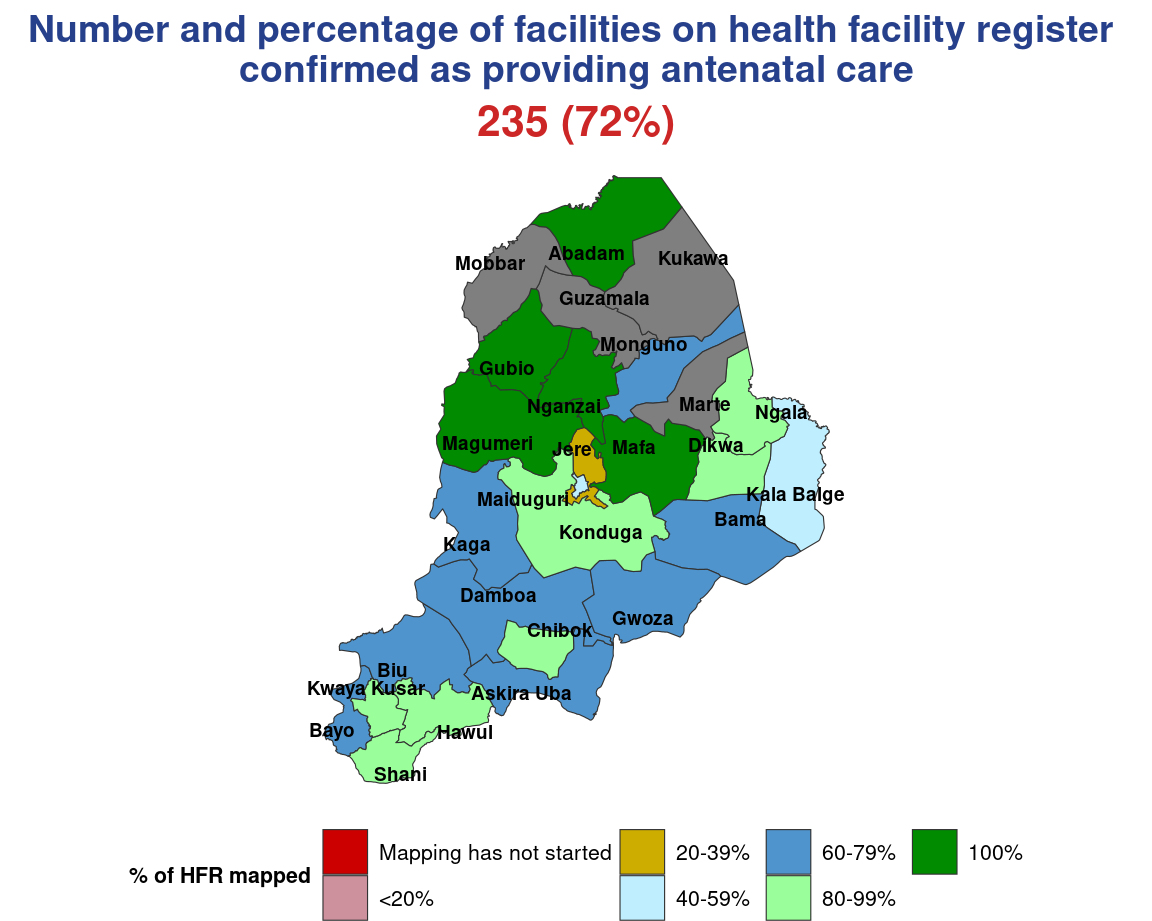 Number and percentage of facilities on health facility register
confirmed as providing antenatal care
235 (72%)
Abadam
Kukawa
Mobbar
Guzamala
Monguno
Gubio
Nganzai
Marte
Ngala
Magumeri
Jere
Mafa
Dikwa
Maiduguri
Kala Balge
Bama
Konduga
Kaga
Damboa
Gwoza
Chibok
Biu
Kwaya Kusar
Askira Uba
Bayo
Hawul
Shani
% of HFR mapped
Mapping has not started
<20%
20-39%
40-59%
60-79%
80-99%
100%